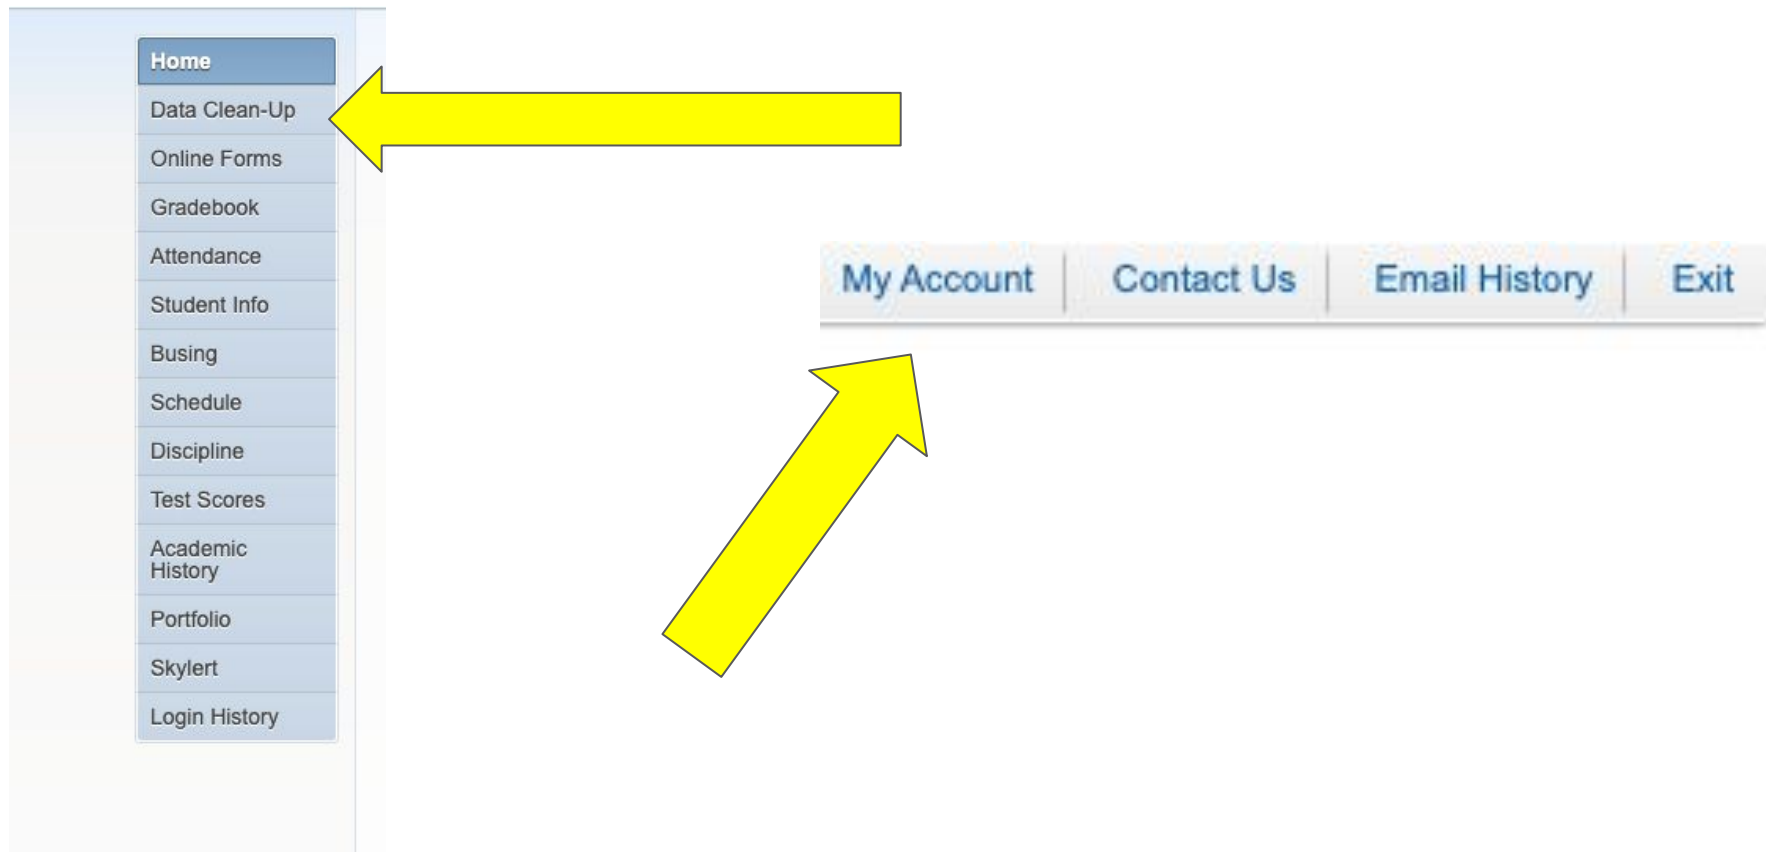 Home
Data Clean-Up
Online Forms
Gradebook
Attendance
Student Info
Busing
Schedule
Discipline
Test Scores
Academic
History
Portfolio
Skylert
Login History
My Account Contact Us Email History Exit